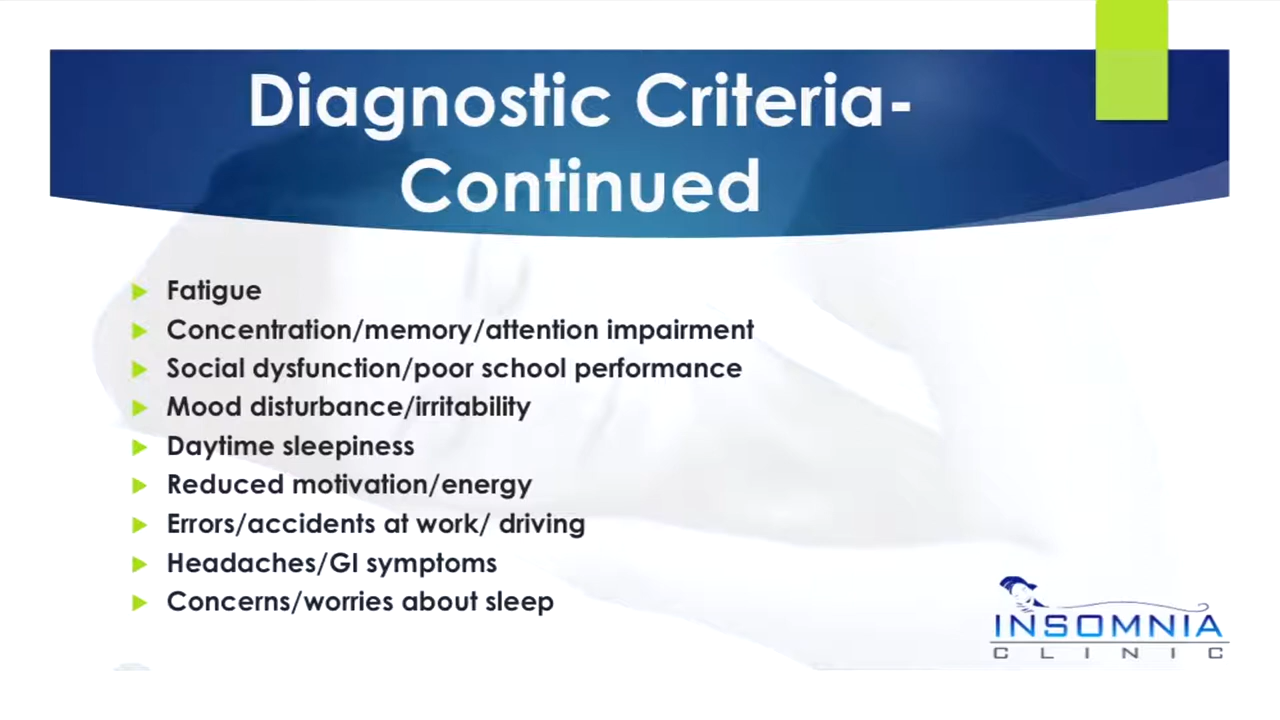 Diagnostic Criteria-
Continued
Fatigue
Concentration/memory/attention impairment
Social dysfunction/poor school performance
Mood disturbance/irritability
Daytime sleepiness
Reduced motivation/energy
Errors/accidents at work/ driving
Headaches/GI symptoms
Concerns/worries about sleep
INSOMNIA
CLINIC